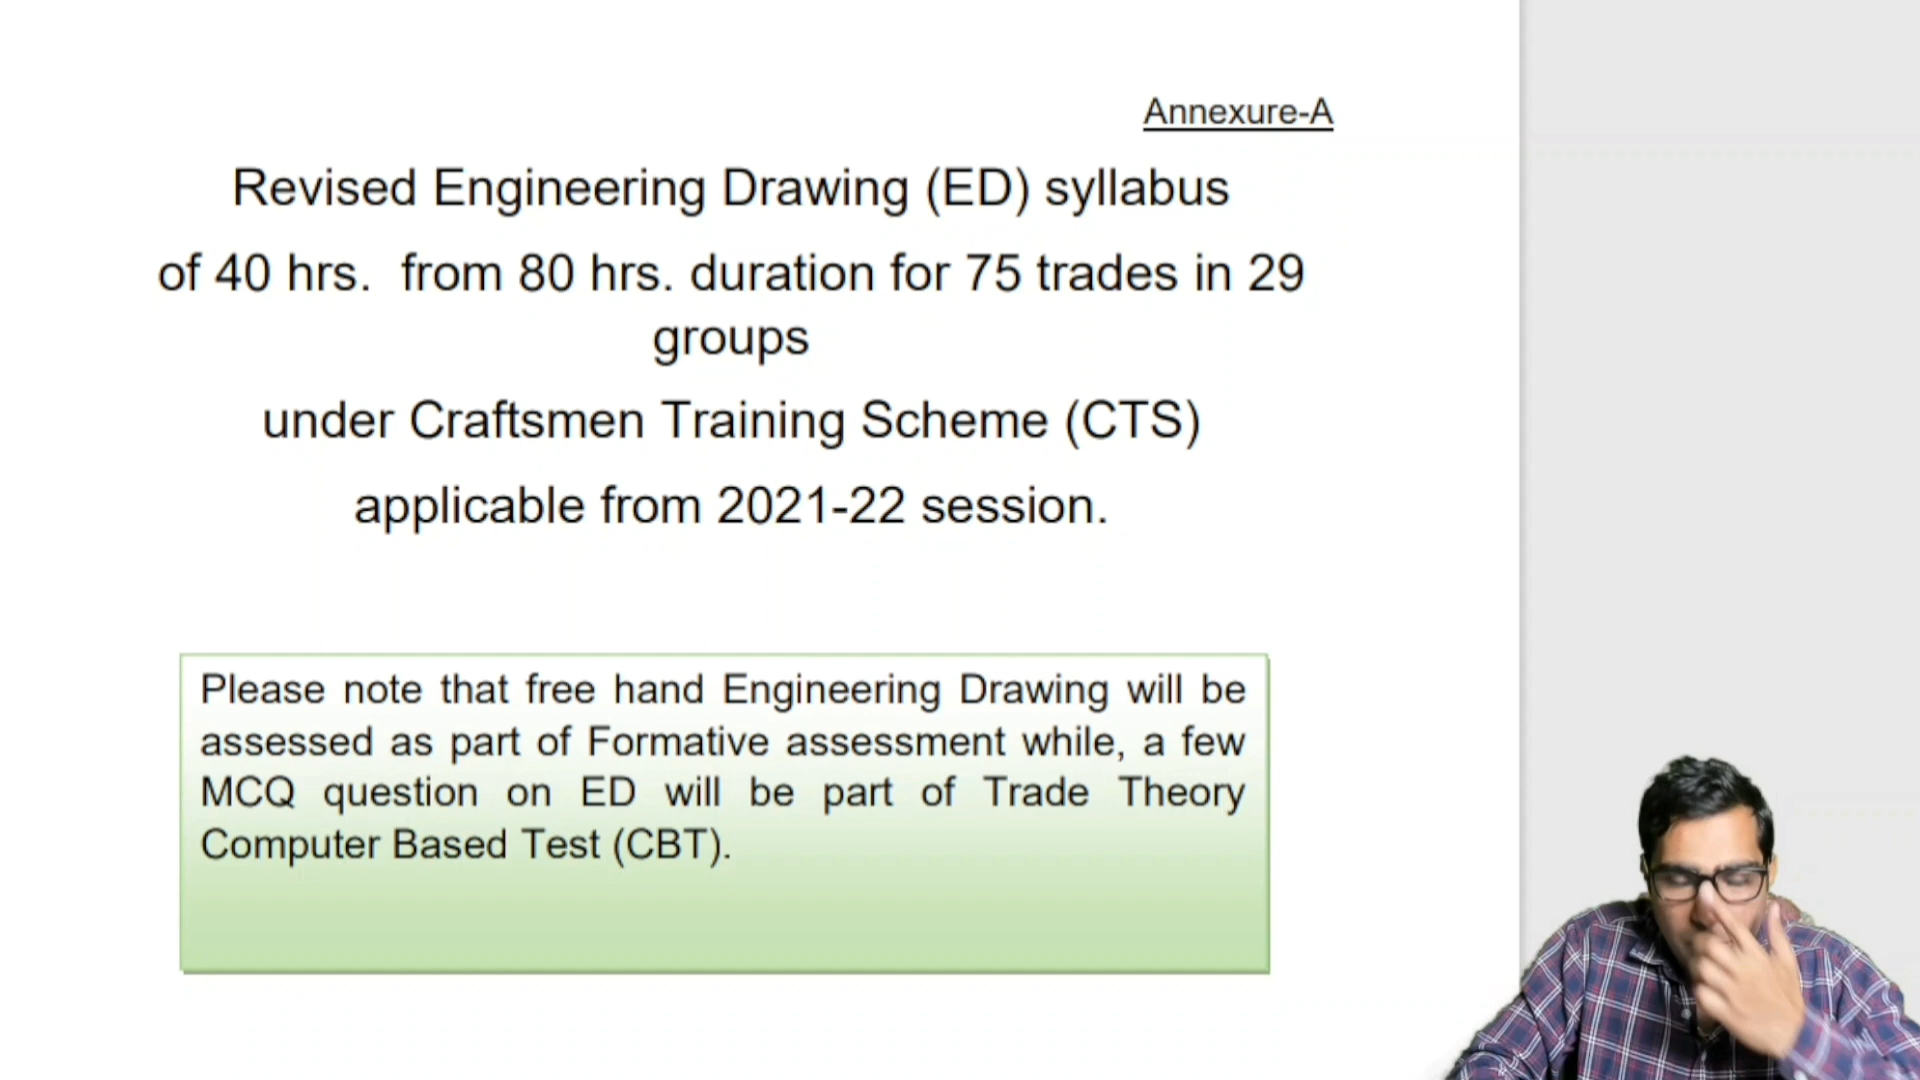 Annexure-A
Revised Engineering Drawing (ED) syllabus
of 40 hrs.  from 80 hrs. duration for 75 trades in 29
groups
under Craftsmen Training Scheme (CTS)
applicable from 2021-22 session.
Please note that free hand Engineering Drawing will be
assessed as part of Formative assessment while, a few
MCQ question on ED will be part of Trade Theory
Computer Based Test (CBT).